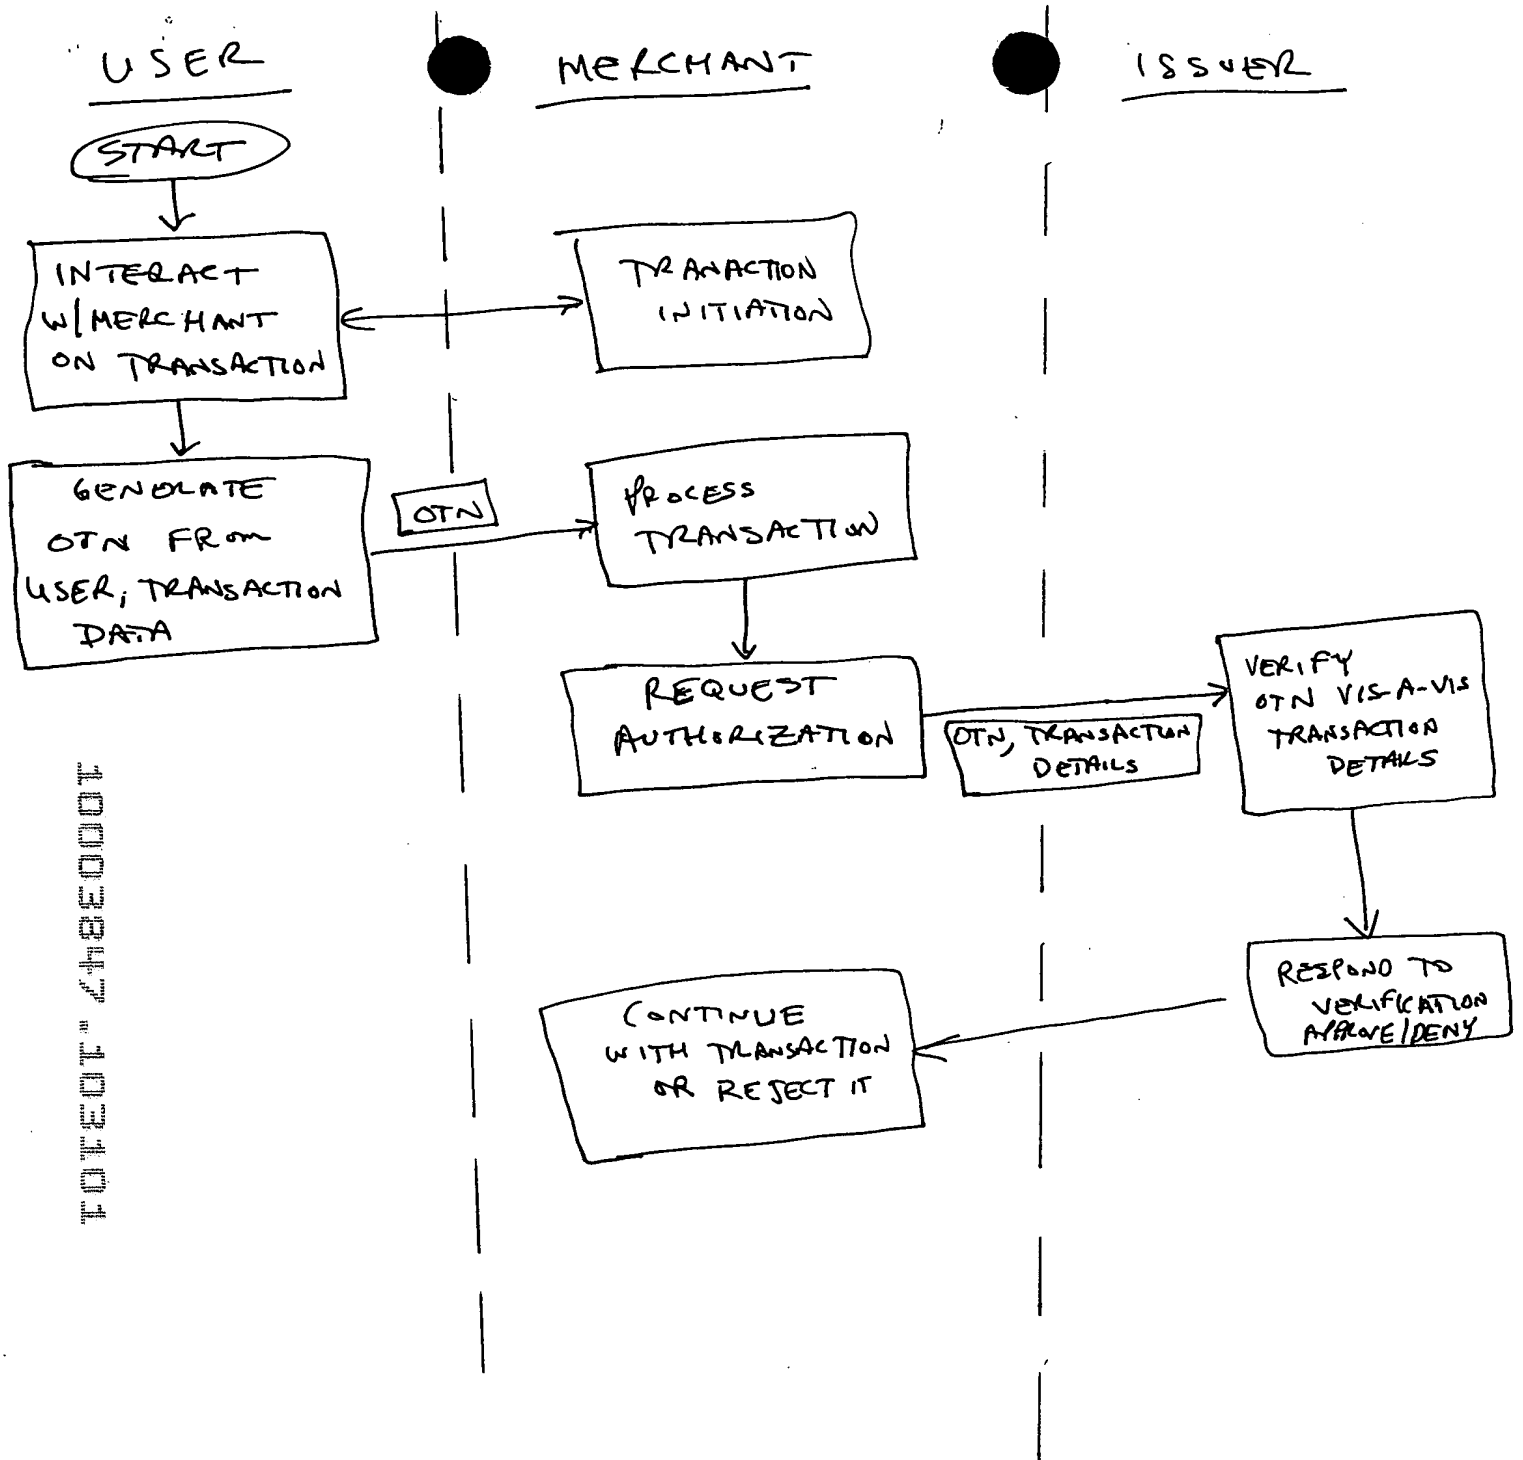 USER
MERCHANT
ISSUER
START
INTERACT
W/MERCHANT
ON TRANSACTION
TRANACTION
INITIATION
GENERATE
OTN FROM
USER, TRANSACTION
DATA
OTN
PROCESS
TRANSACTION
REQUEST
AUTHORIZATION
OTN, TRANSACTION
DETAILS
VERIFY
OTN VIS-A-VIS
TRANSACTION
DETAILS
RESPOND TO
VERIFICATION
APPROVE/DENY
CONTINUE
WITH TRANSACTION
OR REJECT IT
10003847.103101